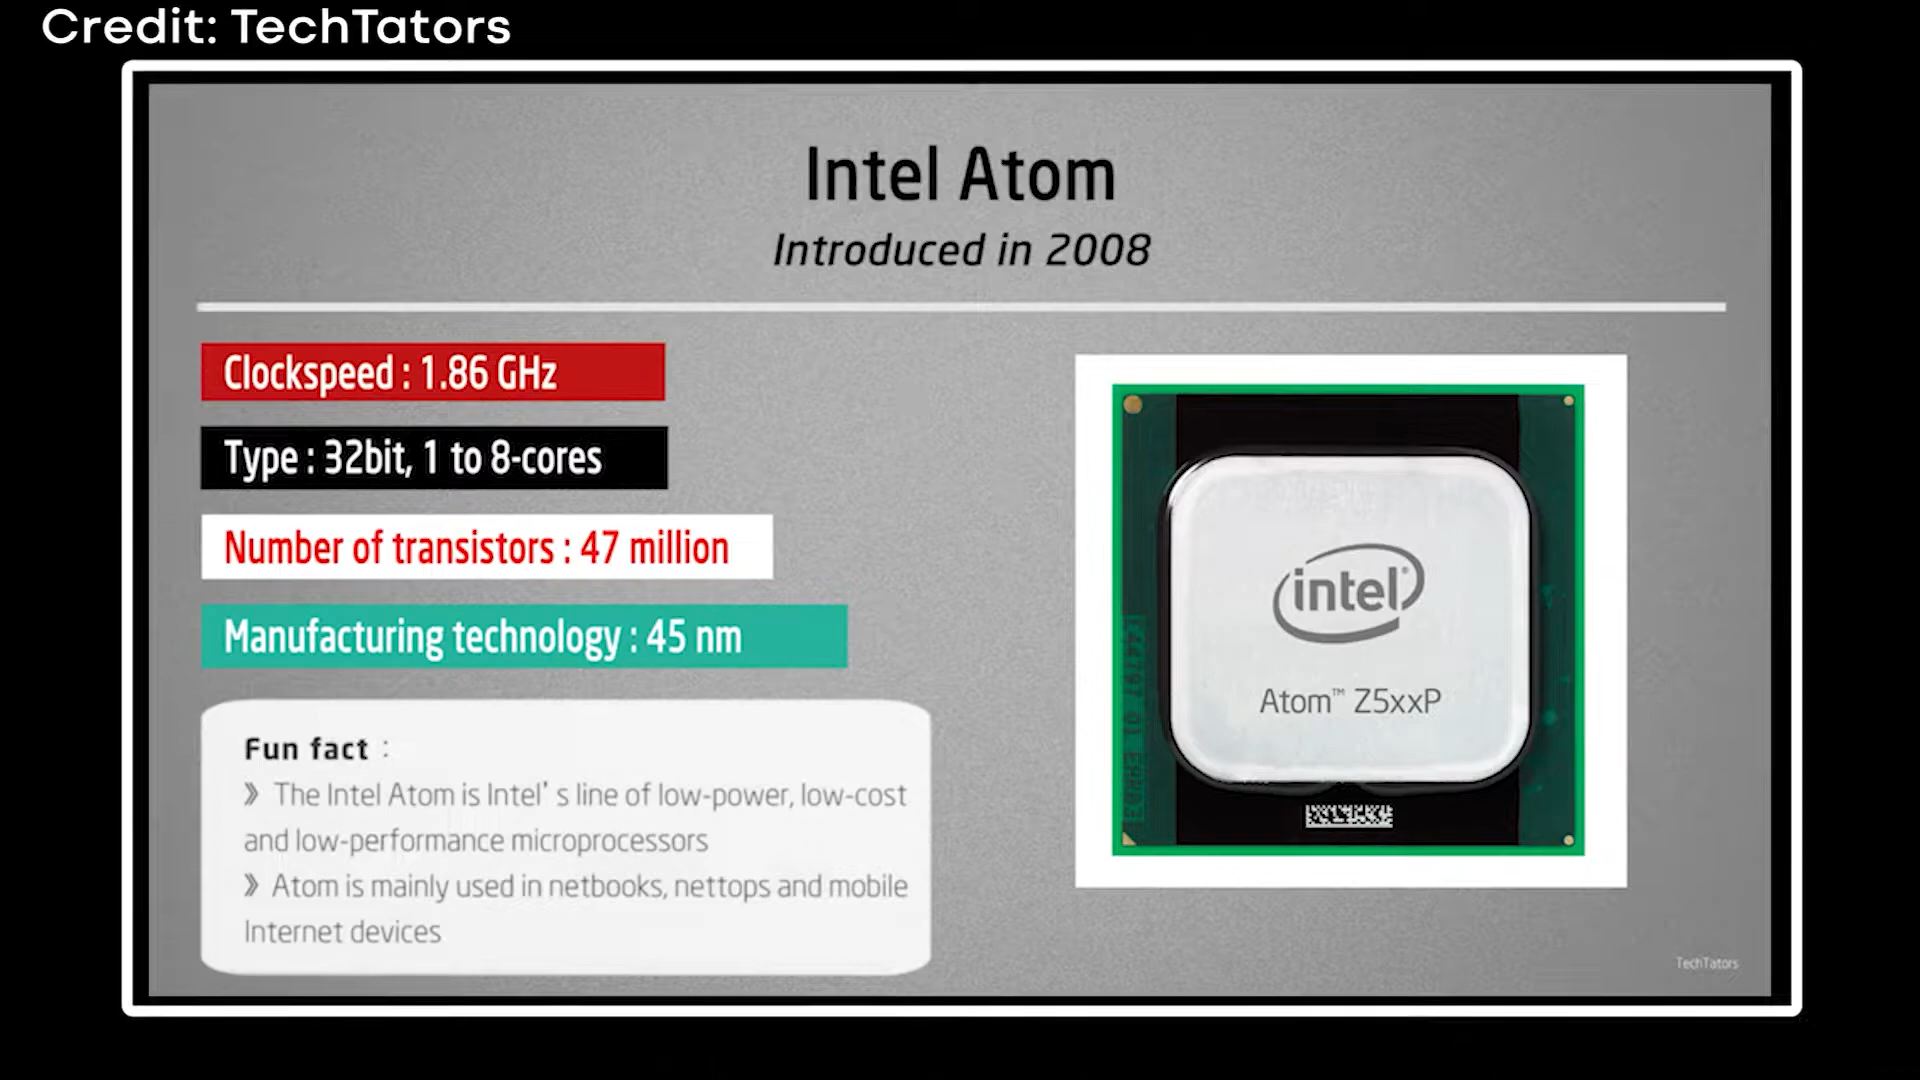 Credit: TechTators
Intel Atom
Introduced in 2008
Clockspeed : 1.86 GHz
Type : 32bit, 1 to 8-cores
Number of transistors : 47 million
Manufacturing technology : 45 nm
Fun fact :
» The Intel Atom is Intel's line of low-power, low-cost
and low-performance microprocessors
» Atom is mainly used in netbooks, nettops and mobile
Internet devices
intel®
Atom™ Z5xxP
TechTators